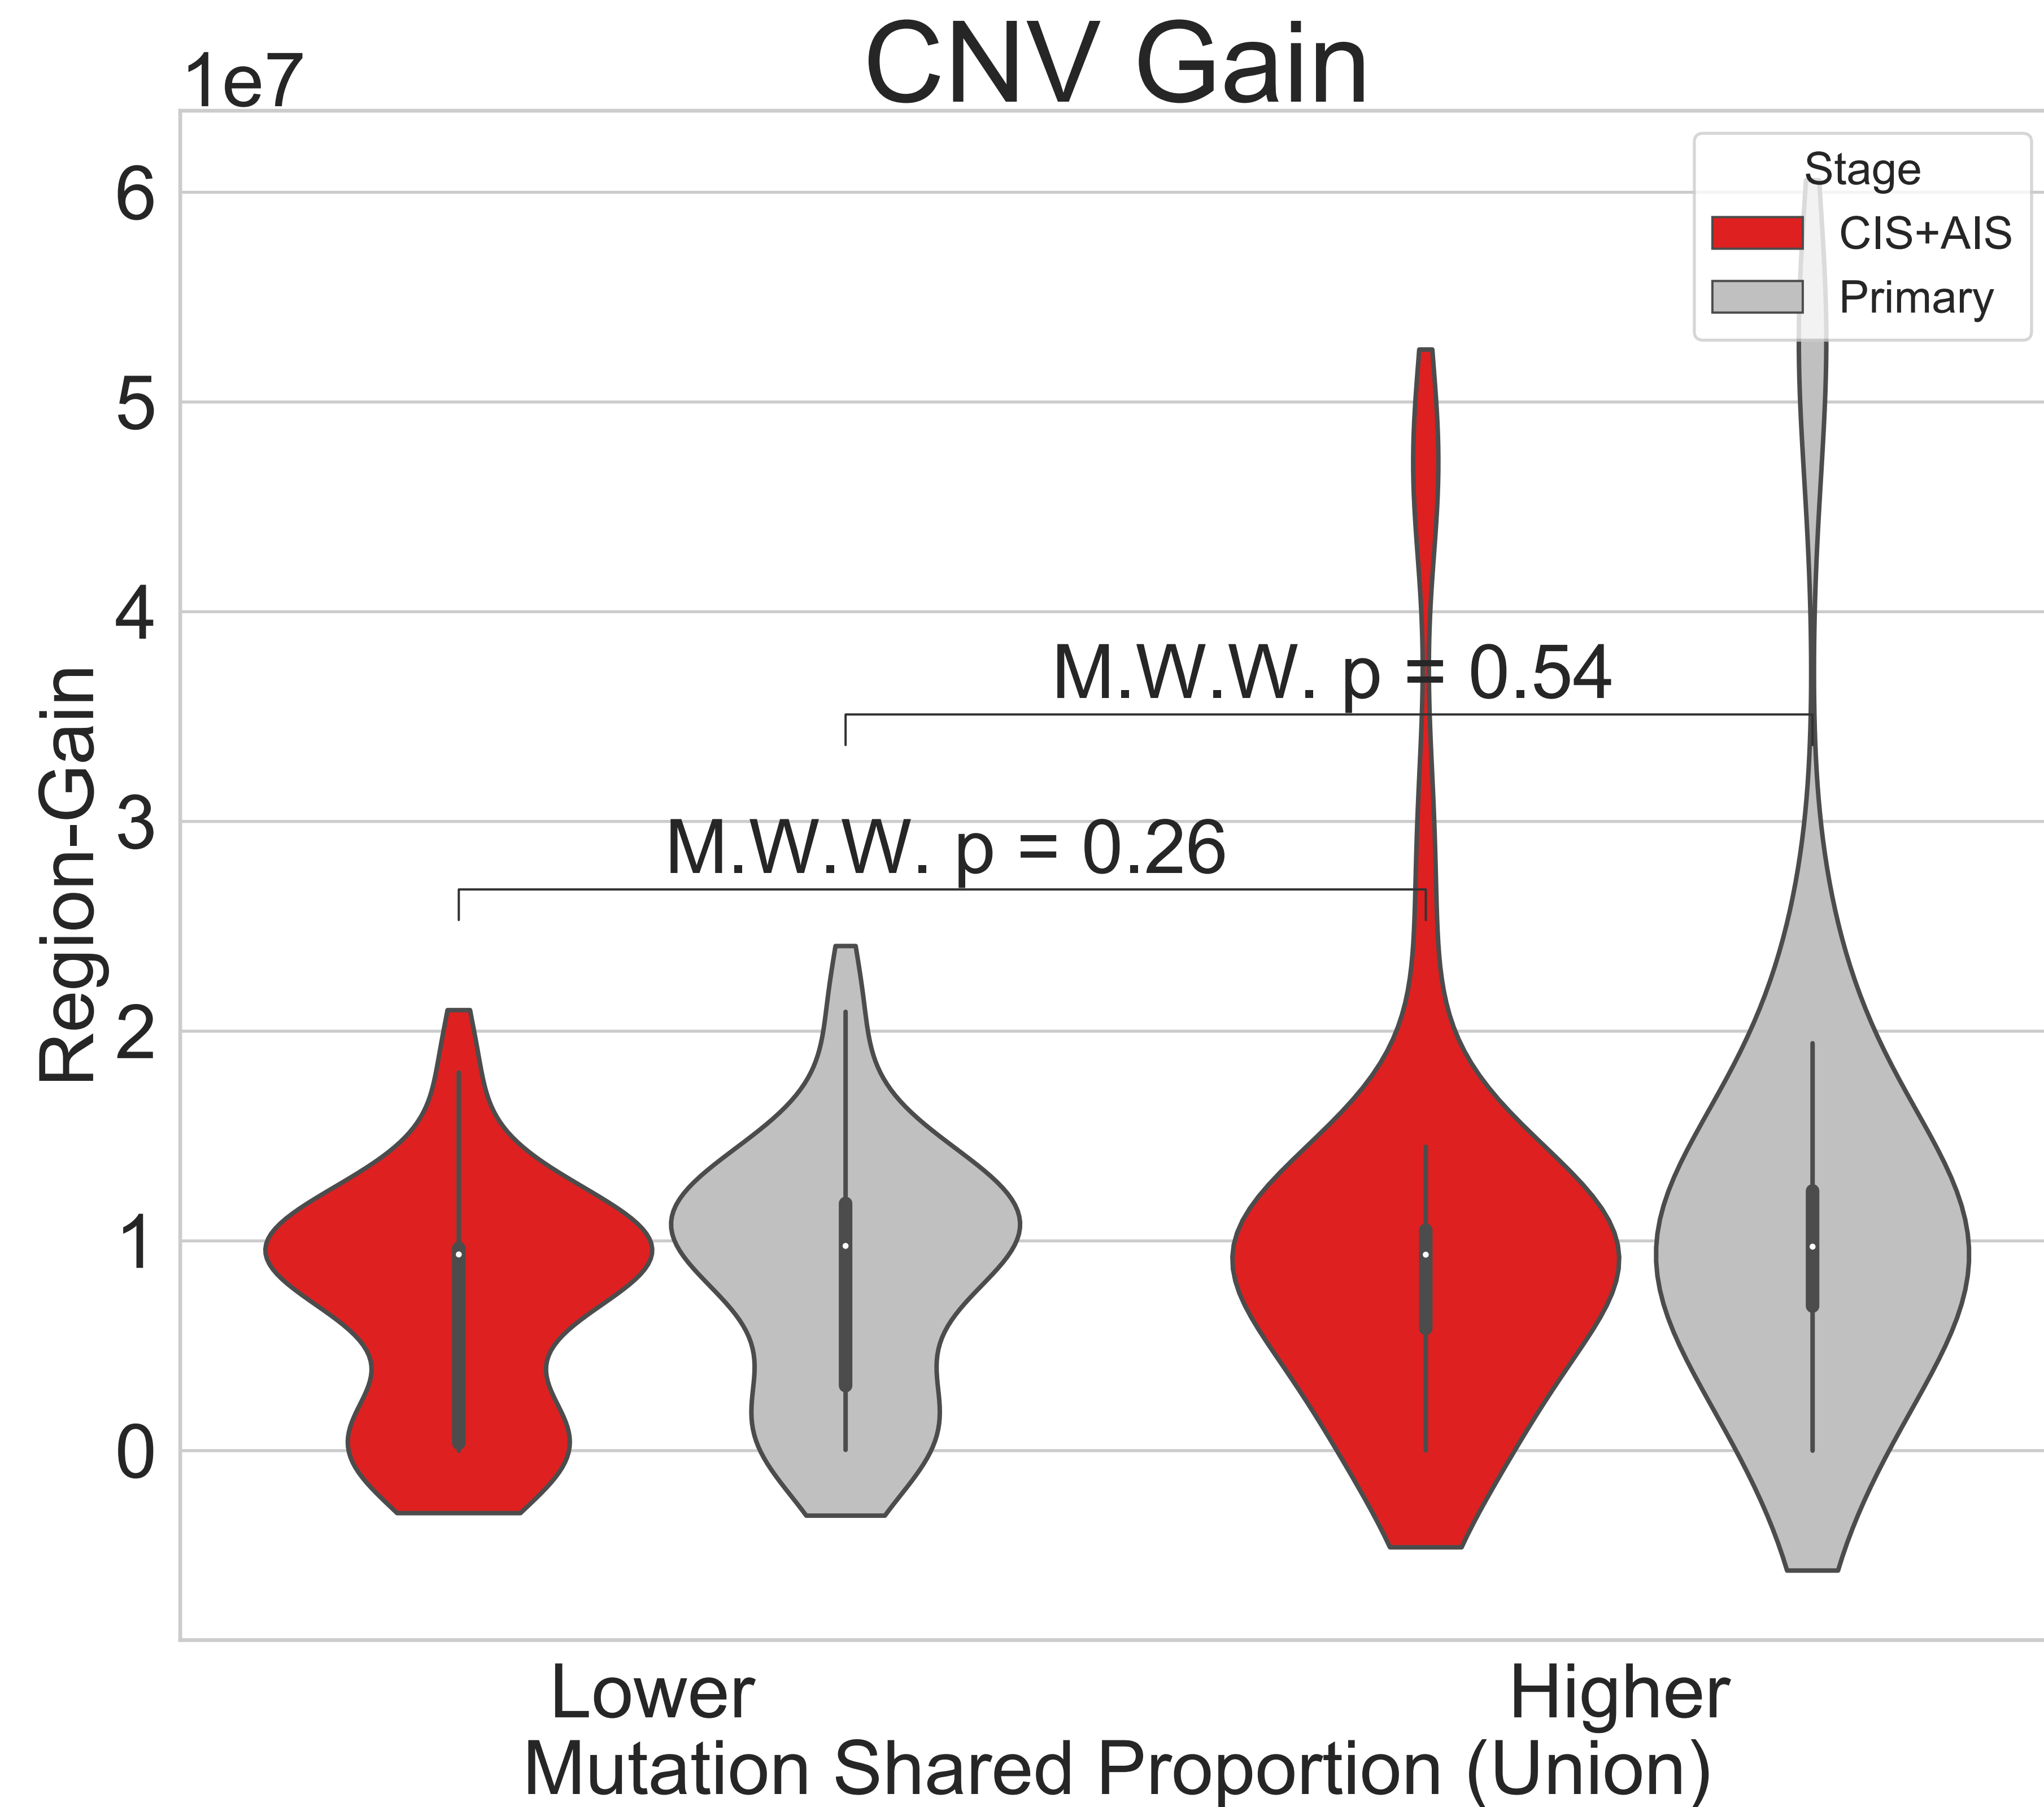 CNV Gain
1e7
Stage
CIS+AIS
Primary
6
5
4
3
2
1
0
Region-Gain
M.W.W. p = 0.54
M.W.W. p = 0.26
Lower
Higher
Mutation Shared Proportion (Union)